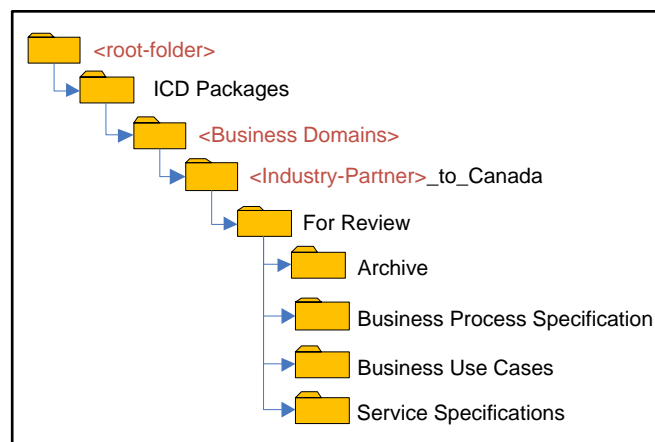 <root-folder>
ICD Packages
<Business Domains>
<Industry-Partner>_to_Canada
For Review
Archive
Business Process Specification
Business Use Cases
Service Specifications